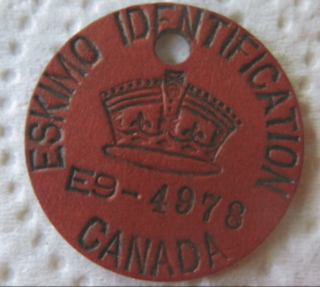 ESKIMO IDENTIFICATION
E9-4978
CANADA